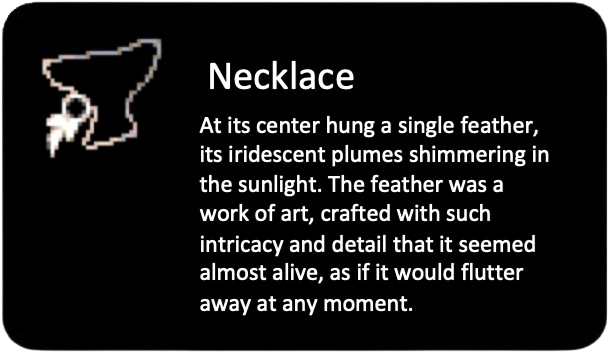 Necklace
At its center hung a single feather,
its iridescent plumes shimmering in
the sunlight. The feather was a
work of art, crafted with such
intricacy and detail that it seemed
almost alive, as if it would flutter
away at any moment.